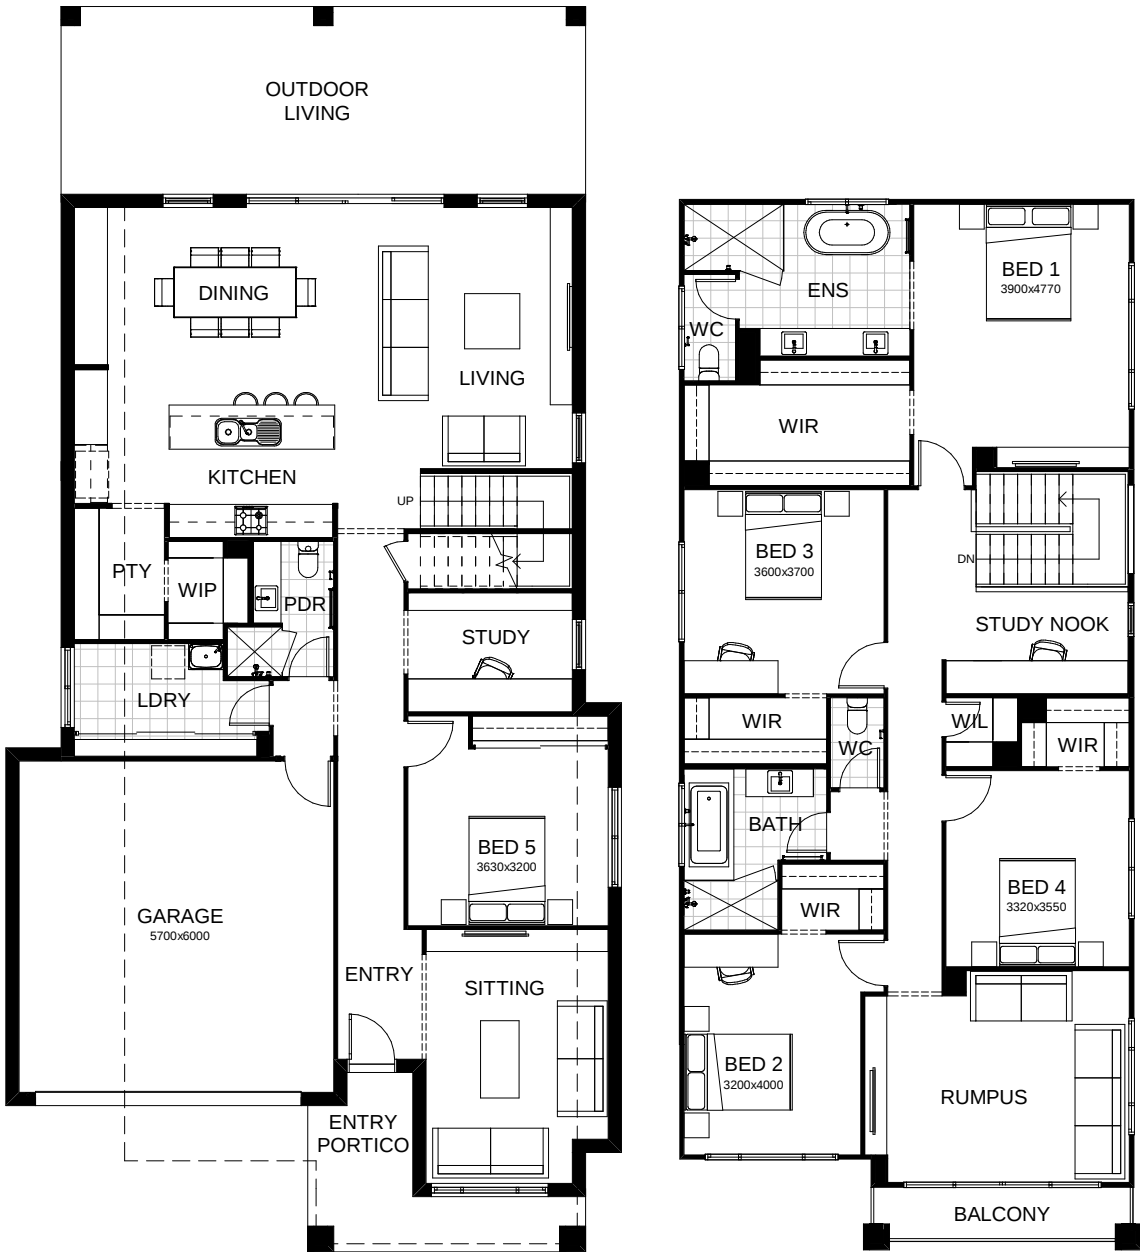 OUTDOOR
LIVING
DINING
LIVING
KITCHEN
UP
PTY
WIP
PDR
STUDY
LDRY
BED 5
3630x3200
GARAGE
5700x6000
ENTRY
SITTING
ENTRY
PORTICO
BED 1
3900x4770
ENS
WC
WIR
BED 3
3600x3700
DN
STUDY NOOK
WIR
WC
WIL
WIR
BATH
BED 4
3320x3550
WIR
BED 2
3200x4000
RUMPUS
BALCONY